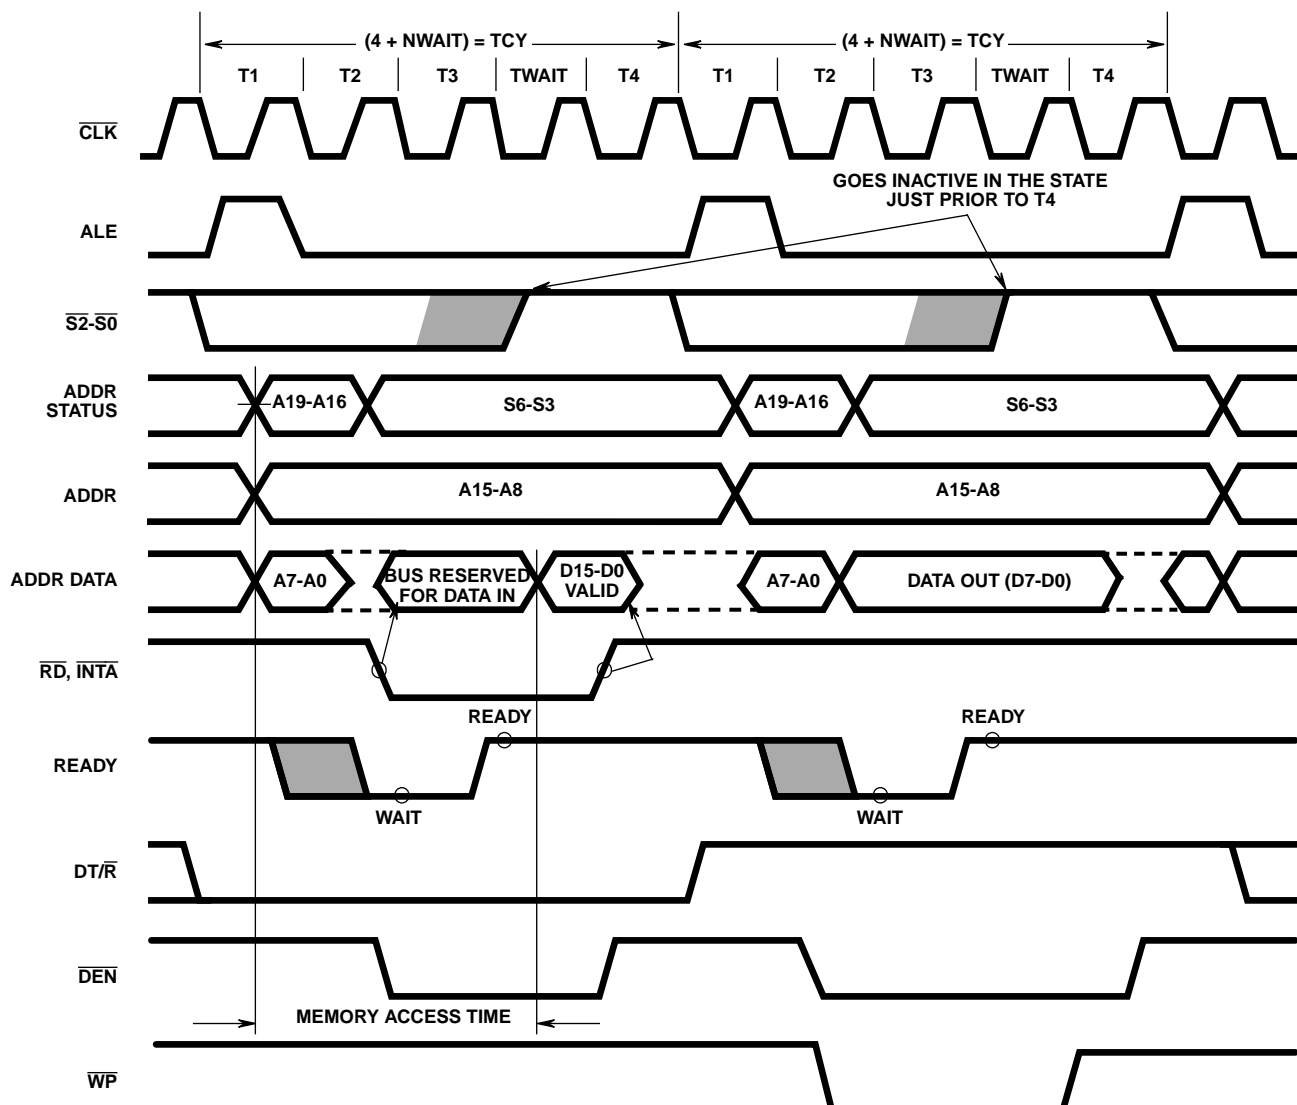 (4 + NWAIT) = TCY (4 + NWAIT) = TCY
T1 T2 T3 TWAIT T4 T1 T2 T3 TWAIT T4
CLK
GOES INACTIVE IN THE STATE
JUST PRIOR TO T4
ALE
S2-S0
ADDR
STATUS
A19-A16 S6-S3 A19-A16 S6-S3
ADDR A15-A8 A15-A8
ADDR DATA A7-A0
BUS RESERVED
FOR DATA IN
D15-D0
VALID
A7-A0 DATA OUT (D7-D0)
RD, INTA
READY READY
READY
WAIT WAIT
DT/R
DEN
MEMORY ACCESS TIME
WP